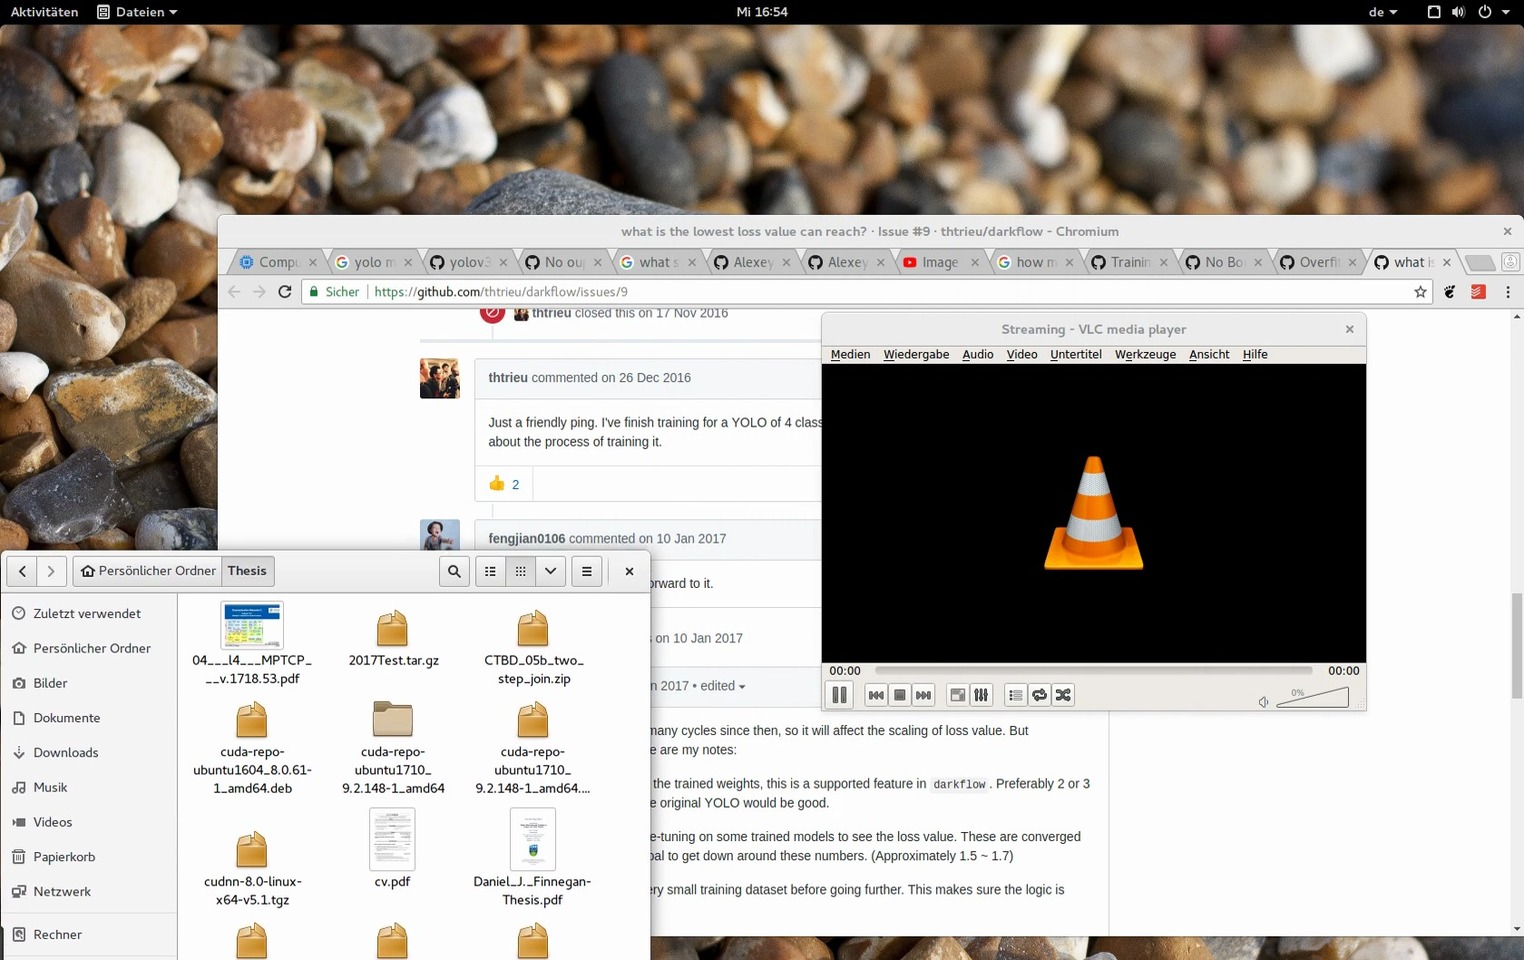 Aktivitäten Dateien Mi 16:54 de
what is the lowest loss value can reach? · Issue #9 · thtrieu/darkflow - Chromium
Compu yolo m yolov3 No ou what s Alexey Alexey Image how m Trainin No Bo Overfi what is
Sicher https://github.com/thtrieu/darkflow/issues/9
thtrieu closed this on 17 Nov 2016
thtrieu commented on 26 Dec 2016
Just a friendly ping. I've finish training for a YOLO of 4 class
about the process of training it.
👍 2
fengjian0106 commented on 10 Jan 2017
orward to it.
s on 10 Jan 2017
n 2017 • edited
many cycles since then, so it will affect the scaling of loss value. But
e are my notes:
the trained weights, this is a supported feature in darkflow. Preferably 2 or 3
e original YOLO would be good.
e-tuning on some trained models to see the loss value. These are converged
oal to get down around these numbers. (Approximately 1.5 ~ 1.7)
ery small training dataset before going further. This makes sure the logic is
Streaming - VLC media player
Medien Wiedergabe Audio Video Untertitel Werkzeuge Ansicht Hilfe
00:00 00:00
0%
Persönlicher Ordner Thesis
Zuletzt verwendet
Persönlicher Ordner
Bilder
Dokumente
Downloads
Musik
Videos
Papierkorb
Netzwerk
Rechner
04___l4___MPTCP_
__v.1718.53.pdf
2017Test.tar.gz
CTBD_05b_two_
step_join.zip
cuda-repo-
ubuntu1604_8.0.61-
1_amd64.deb
cuda-repo-
ubuntu1710_
9.2.148-1_amd64
cuda-repo-
ubuntu1710_
9.2.148-1_amd64....
cudnn-8.0-linux-
x64-v5.1.tgz
cv.pdf
Daniel_J._Finnegan-
Thesis.pdf